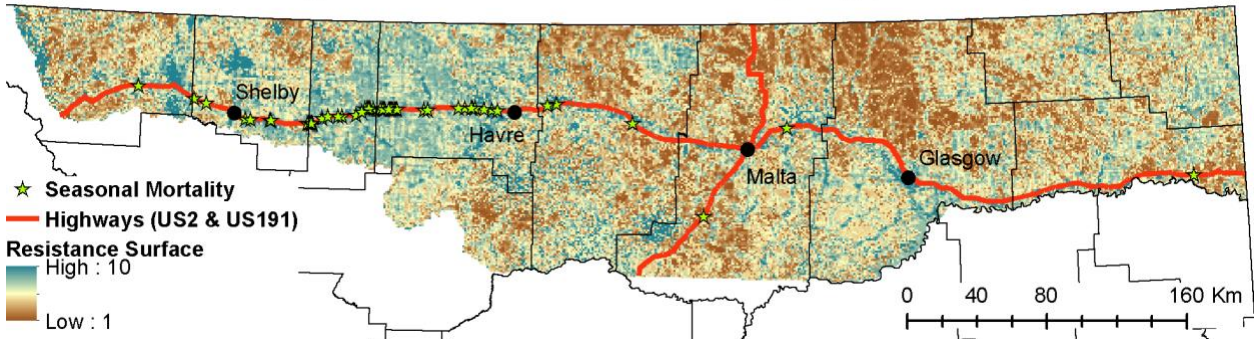 Shelby
Havre
Malta
Glasgow
Seasonal Mortality
Highways (US2 & US191)
Resistance Surface
High : 10
Low : 1
0 40 80 160 Km